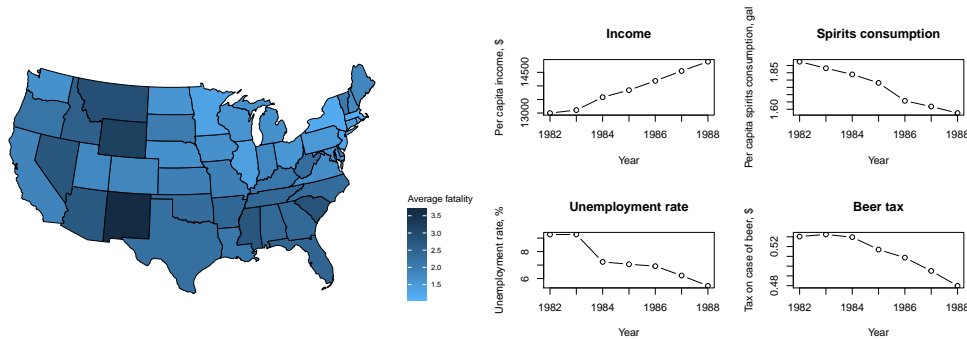 Average fatality
3.5
3.0
2.5
2.0
1.5
Income
Per capita income, $
14500
13000
1982 1984 1986 1988
Year
Spirits consumption
Per capita spirits consumption, gal
1.85
1.60
1982 1984 1986 1988
Year
Unemployment rate
Unemployment rate, %
8
6
1982 1984 1986 1988
Year
Beer tax
Tax on case of beer, $
0.52
0.48
1982 1984 1986 1988
Year